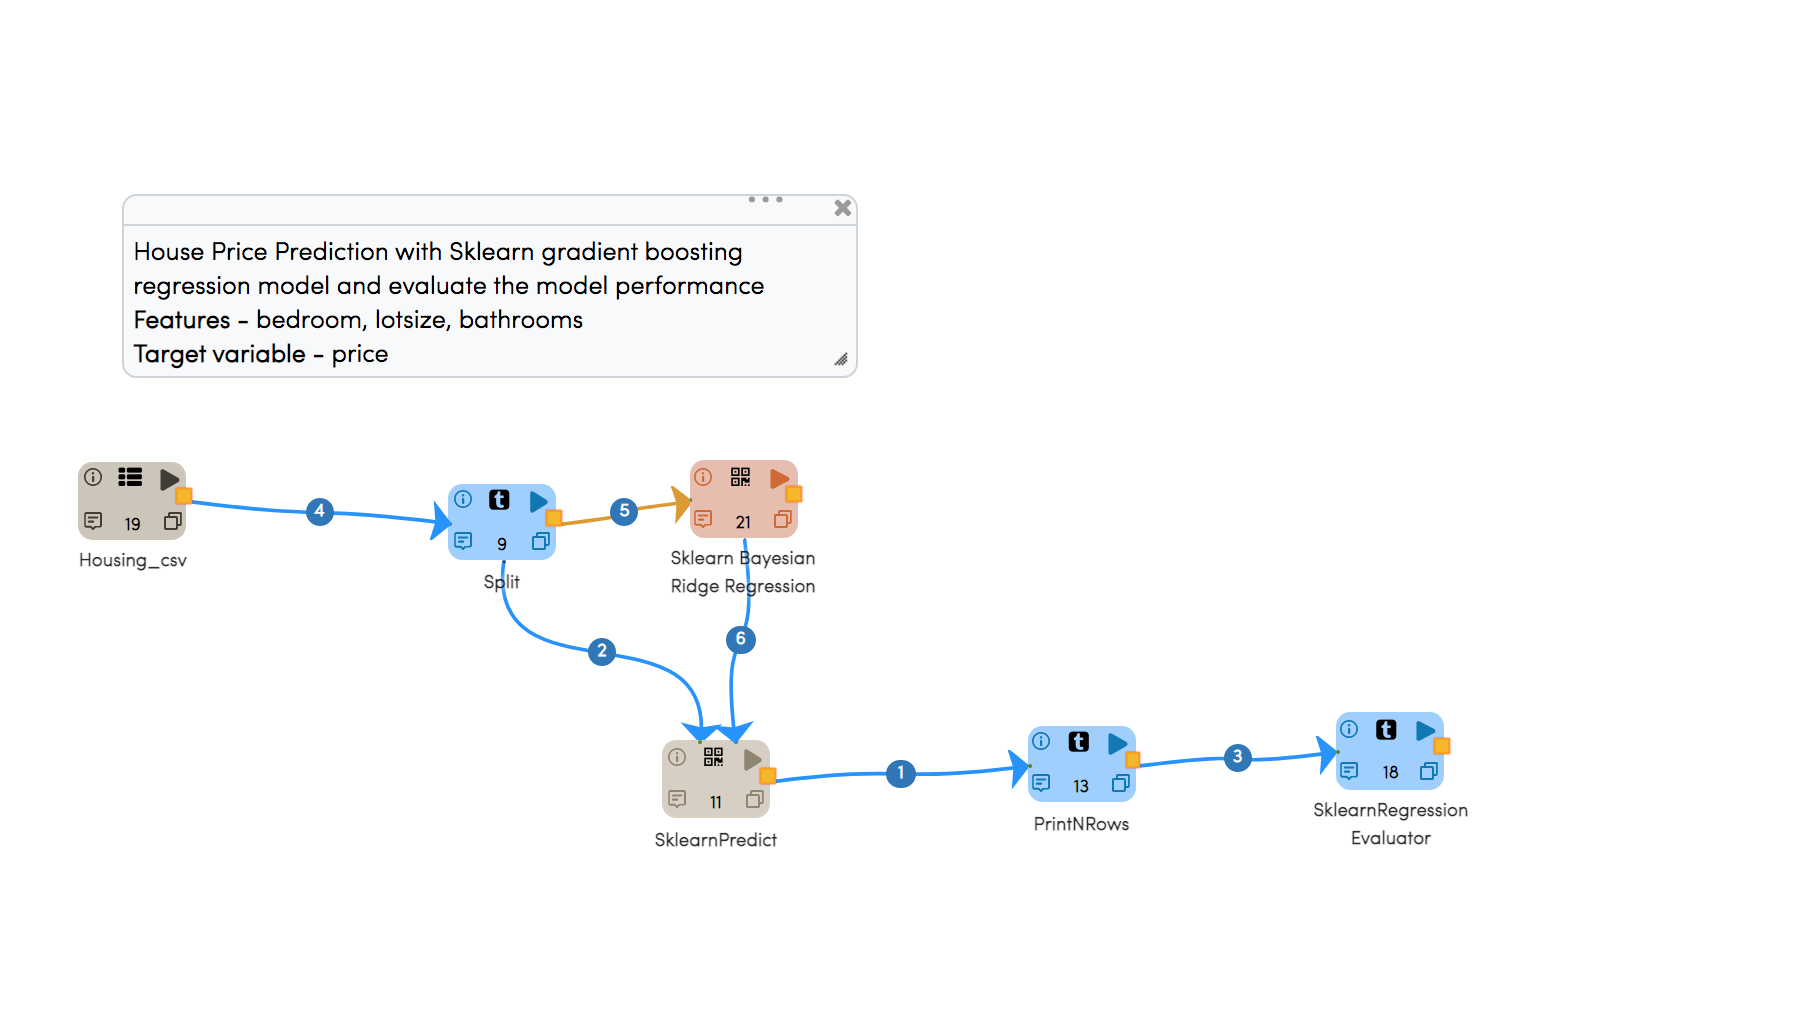 House Price Prediction with Sklearn gradient boosting
regression model and evaluate the model performance
Features - bedroom, lotsize, bathrooms
Target variable - price
19
Housing_csv
4
t
9
Split
5
21
Sklearn Bayesian
Ridge Regression
2
6
11
SklearnPredict
1
t
13
PrintNRows
3
t
18
SklearnRegression
Evaluator